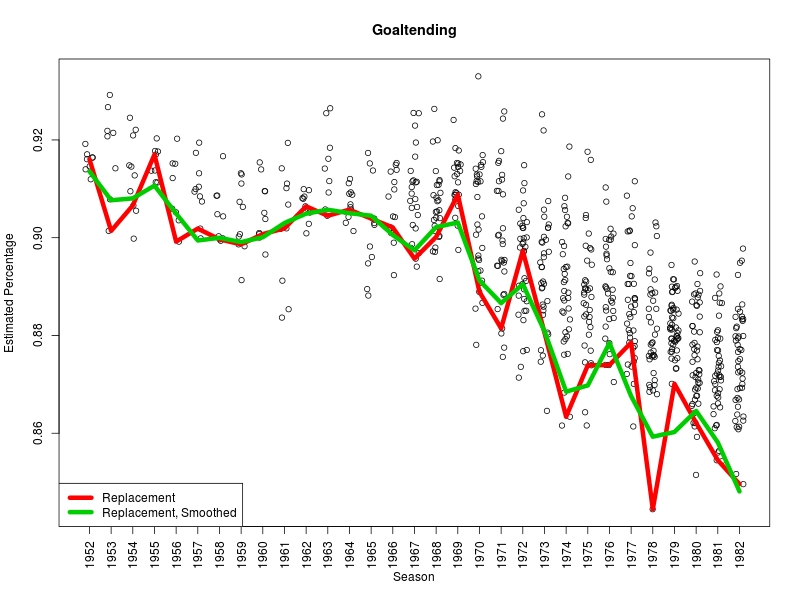 Goaltending
Estimated Percentage
0.92
0.90
0.88
0.86
Replacement
Replacement, Smoothed
1952 1953 1954 1955 1956 1957 1958 1959 1960 1961 1962 1963 1964 1965 1966 1967 1968 1969 1970 1971 1972 1973 1974 1975 1976 1977 1978 1979 1980 1981 1982
Season